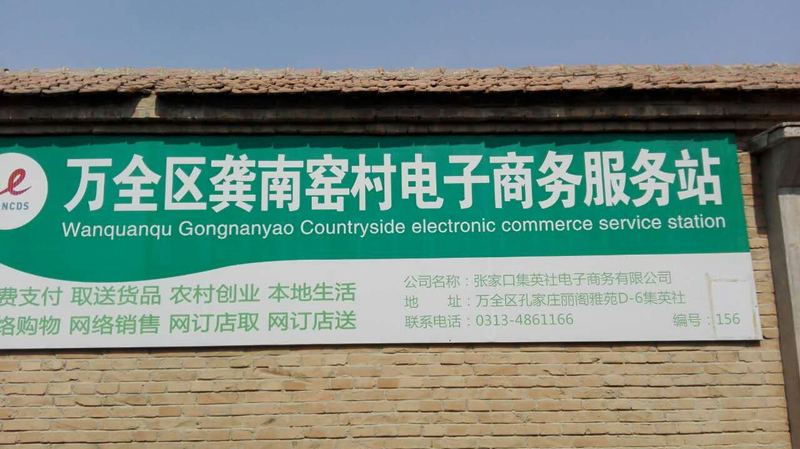 e
NCDS
万全区龚南窑村电子商务服务站
Wanquanqu Gongnanyao Countryside electronic commerce service station
费支付 取送货品 农村创业 本地生活
络购物 网络销售 网订店取 网订店送
公司名称：张家口集英社电子商务有限公司
地　址：万全区孔家庄丽阁雅苑D-6集英社
联系电话：0313-4861166
编号：156